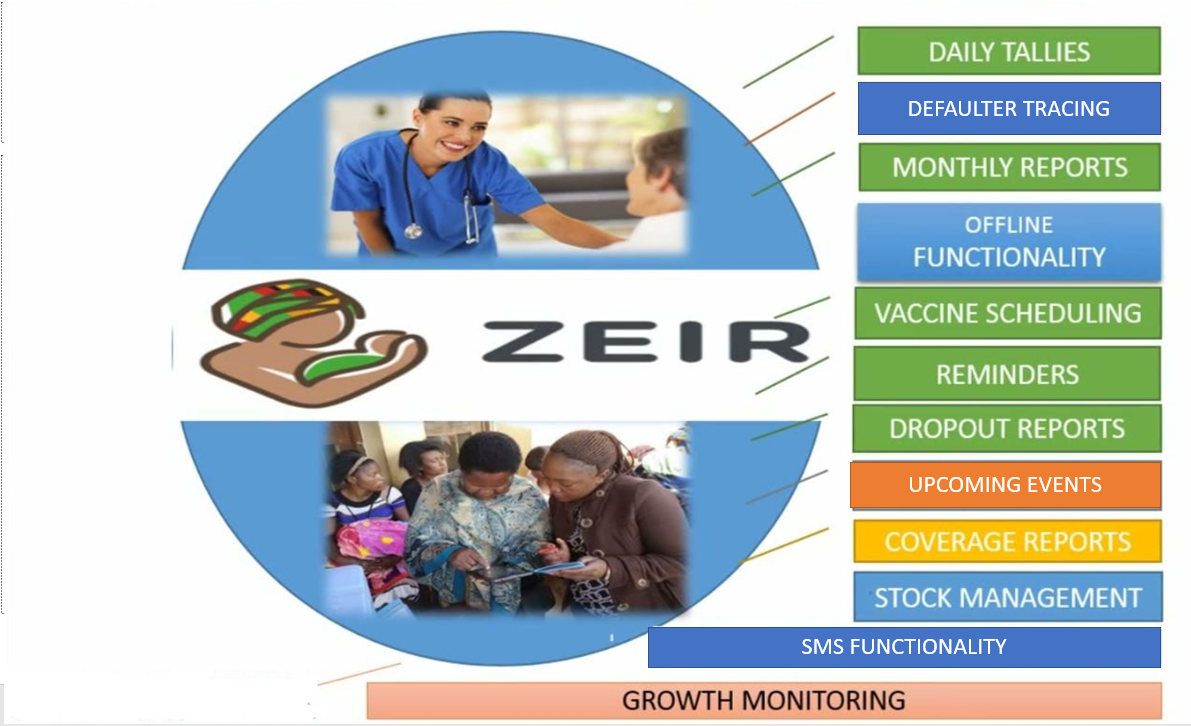 DAILY TALLIES
DEFAULTER TRACING
MONTHLY REPORTS
OFFLINE
FUNCTIONALITY
ZEIR
VACCINE SCHEDULING
REMINDERS
DROPOUT REPORTS
UPCOMING EVENTS
COVERAGE REPORTS
STOCK MANAGEMENT
SMS FUNCTIONALITY
GROWTH MONITORING